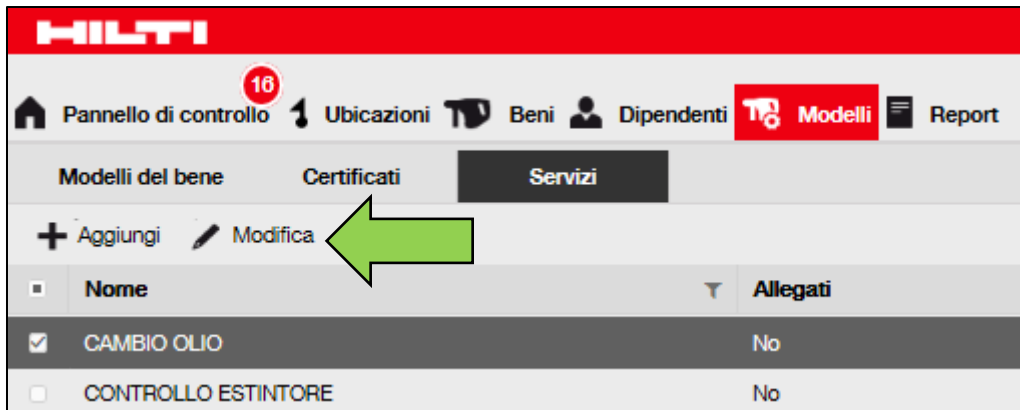 HILTI
16
Pannello di controllo Ubicazioni Beni Dipendenti Modelli Report
Modelli del bene Certificati Servizi
Aggiungi Modifica
Nome Allegati
CAMBIO OLIO No
CONTROLLO ESTINTORE No